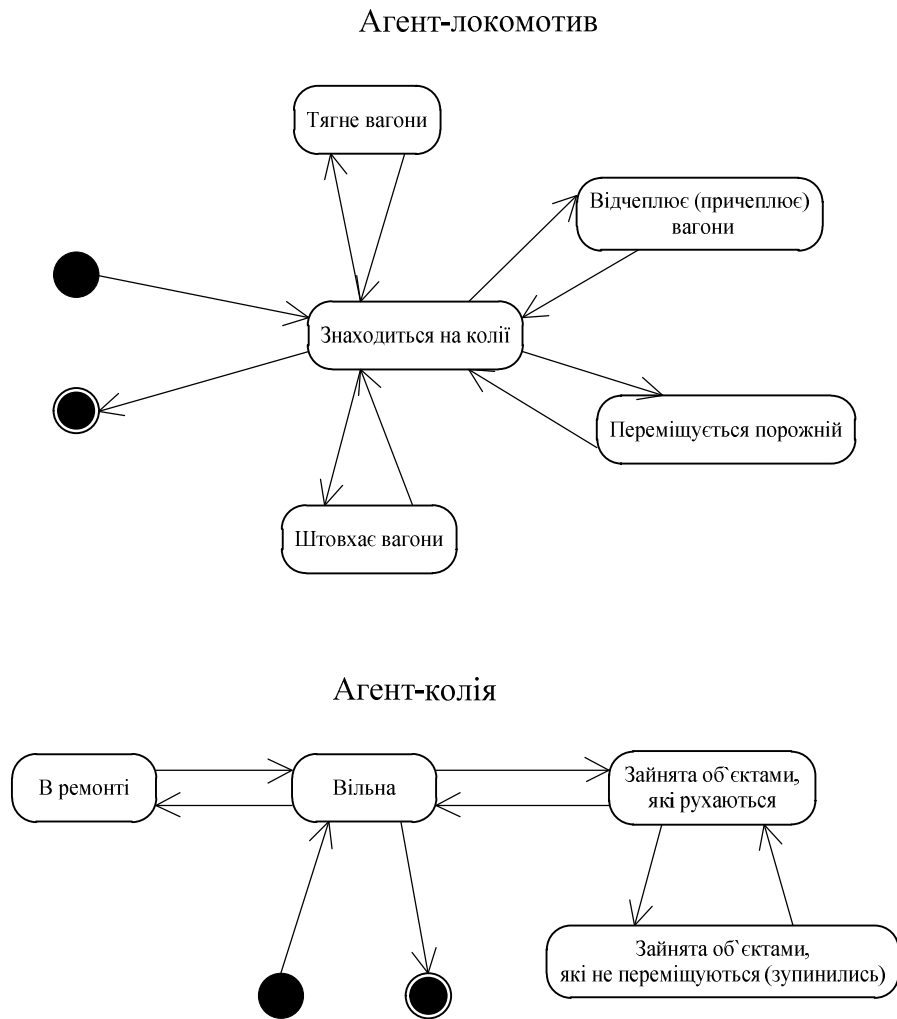 Агент-локомотив
Тягне вагони
Відчеплює (причеплює)
вагони
Знаходиться на колії
Переміщується порожній
Штовхає вагони
Агент-колія
В ремонті
Вільна
Зайнята об`єктами,
які рухаються
Зайнята об`єктами,
які не переміщуються (зупинились)